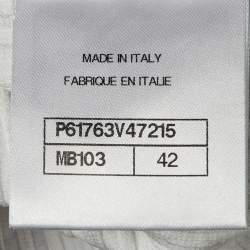 MADE IN ITALY
FABRIQUE EN ITALIE
P61763V47215
MB103 42